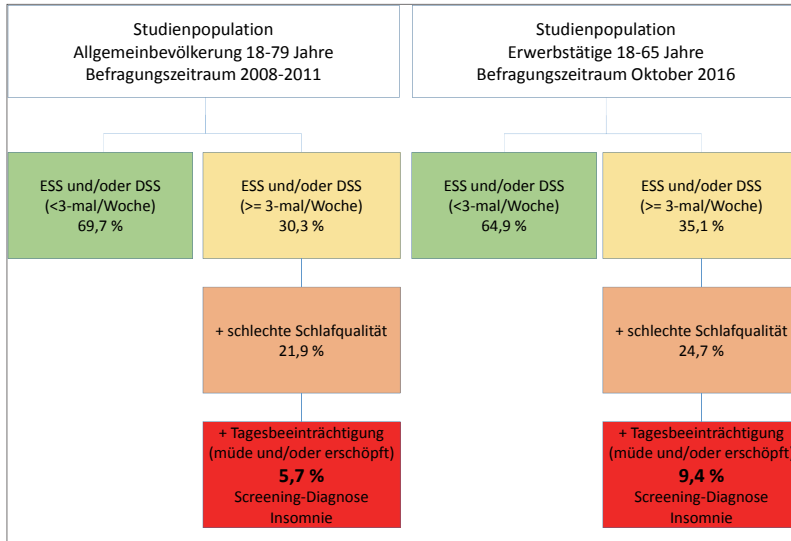 Studienpopulation
Allgemeinbevölkerung 18-79 Jahre
Befragungszeitraum 2008-2011
Studienpopulation
Erwerbstätige 18-65 Jahre
Befragungszeitraum Oktober 2016
ESS und/oder DSS
(<3-mal/Woche)
69,7 %
ESS und/oder DSS
(>= 3-mal/Woche)
30,3 %
ESS und/oder DSS
(<3-mal/Woche)
64,9 %
ESS und/oder DSS
(>= 3-mal/Woche)
35,1 %
+ schlechte Schlafqualität
21,9 %
+ schlechte Schlafqualität
24,7 %
+ Tagesbeeinträchtigung
(müde und/oder erschöpft)
5,7 %
Screening-Diagnose
Insomnie
+ Tagesbeeinträchtigung
(müde und/oder erschöpft)
9,4 %
Screening-Diagnose
Insomnie